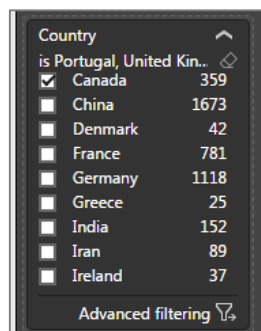 Country
is Portugal, United Kin...
Canada 359
China 1673
Denmark 42
France 781
Germany 1118
Greece 25
India 152
Iran 89
Ireland 37
Advanced filtering